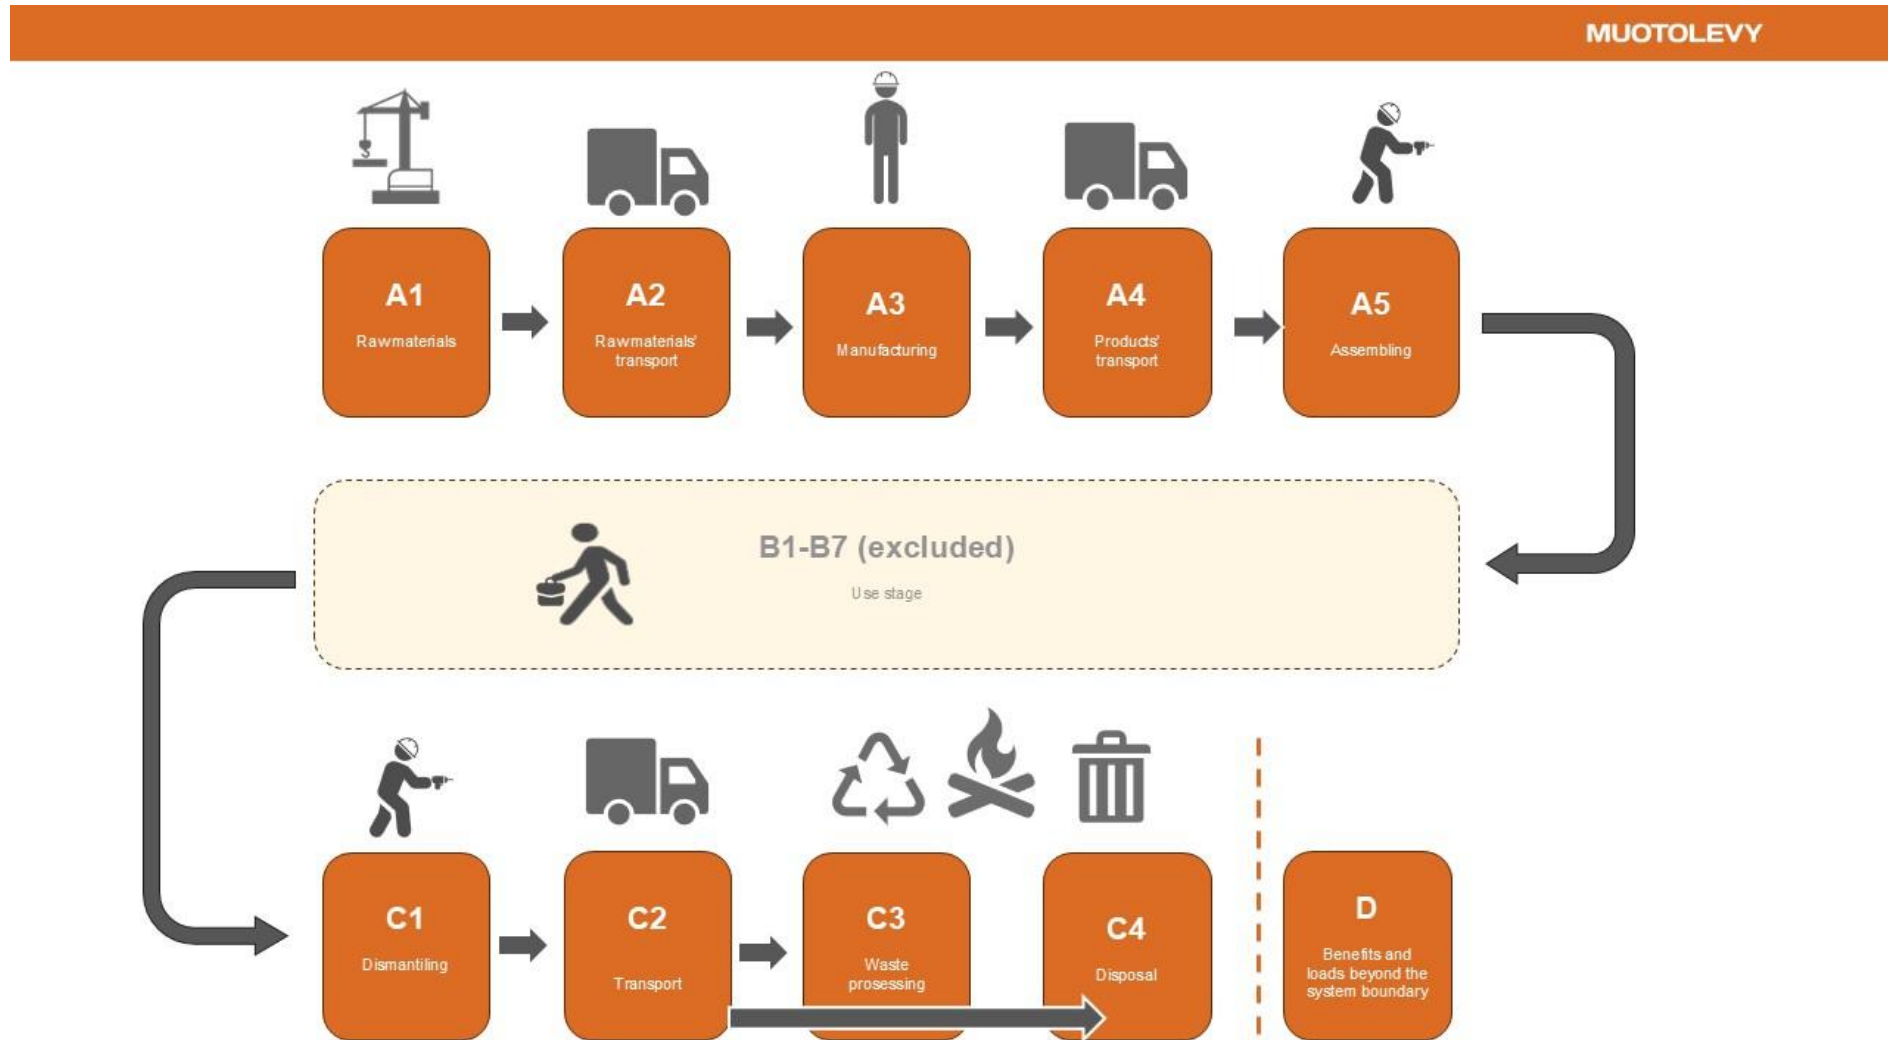 MUOTOLEVY
A1
Rawmaterials
A2
Rawmaterials'
transport
A3
Manufacturing
A4
Products'
transport
A5
Assembling
B1-B7 (excluded)
Use stage
C1
Dismantiling
C2
Transport
C3
Waste
prosessing
C4
Disposal
D
Benefits and
loads beyond the
system boundary